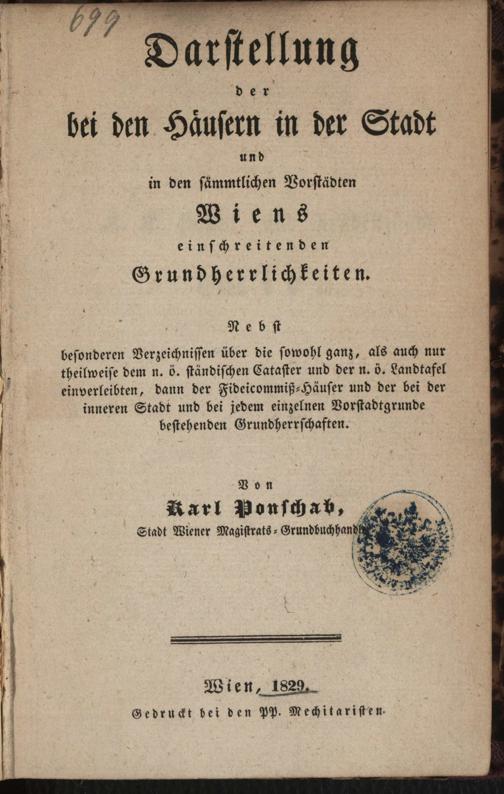 699
Darstellung
der
bei den Häusern in der Stadt
und
in den sämmtlichen Vorstädten
Wiens
einschreitenden
Grundherrlichkeiten.
Nebst
besonderen Verzeichnissen über die sowohl ganz, als auch nur
theilweise dem n. ö. ständischen Cataster und der n. ö. Landtafel
einverleibten, dann der Fideicommiß-Häuser und der bei der
inneren Stadt und bei jedem einzelnen Vorstadtgrunde
bestehenden Grundherrschaften.
Von
Karl Ponschab,
Stadt Wiener Magistrats-Grundbuchhandl
Wien, 1829.
Gedruckt bei den PP. Mechitaristen.